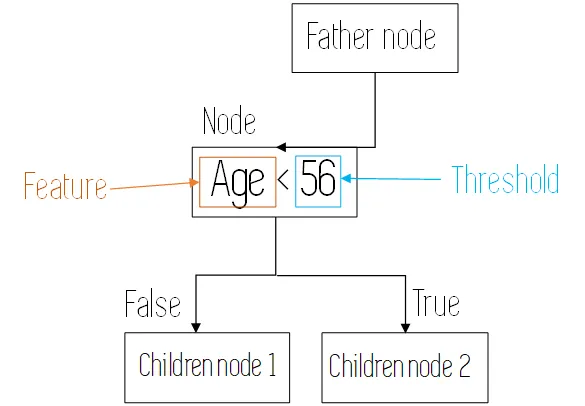 Father node
Node
Feature
Age < 56
Threshold
False
True
Children node 1
Children node 2